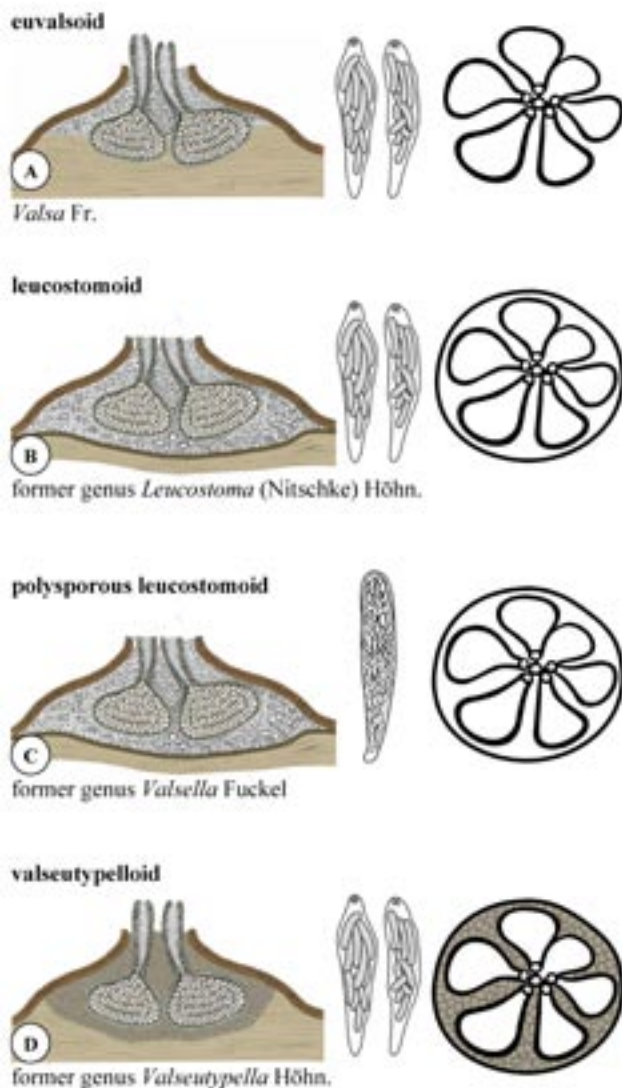 euvalsoid
A
Valsa Fr.
leucostomoid
B
former genus Leucostoma (Nitschke) Höhn.
polysporous leucostomoid
C
former genus Valsella Fuckel
valseutypelloid
D
former genus Valseutypella Höhn.